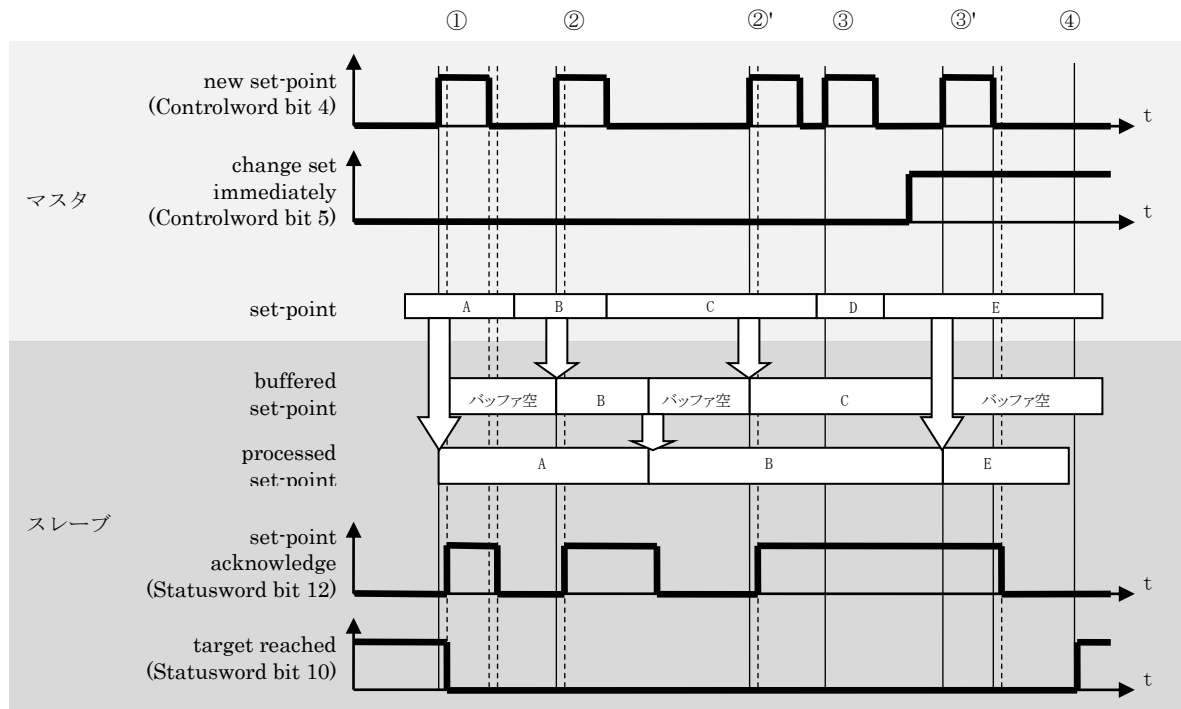 ① ② ②' ③ ③' ④
new set-point
(Controlword bit 4)
t
change set
immediately
(Controlword bit 5)
t
マスタ
set-point
A B C D E
buffered
set-point
バッファ空 B バッファ空 C バッファ空
processed
set-point
A B E
スレーブ
set-point
acknowledge
(Statusword bit 12)
t
target reached
(Statusword bit 10)
t